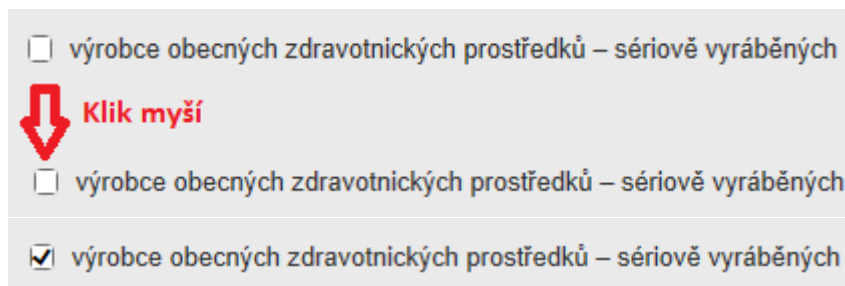 výrobce obecných zdravotnických prostředků – sériově vyráběných
Klik myší
výrobce obecných zdravotnických prostředků – sériově vyráběných
výrobce obecných zdravotnických prostředků – sériově vyráběných